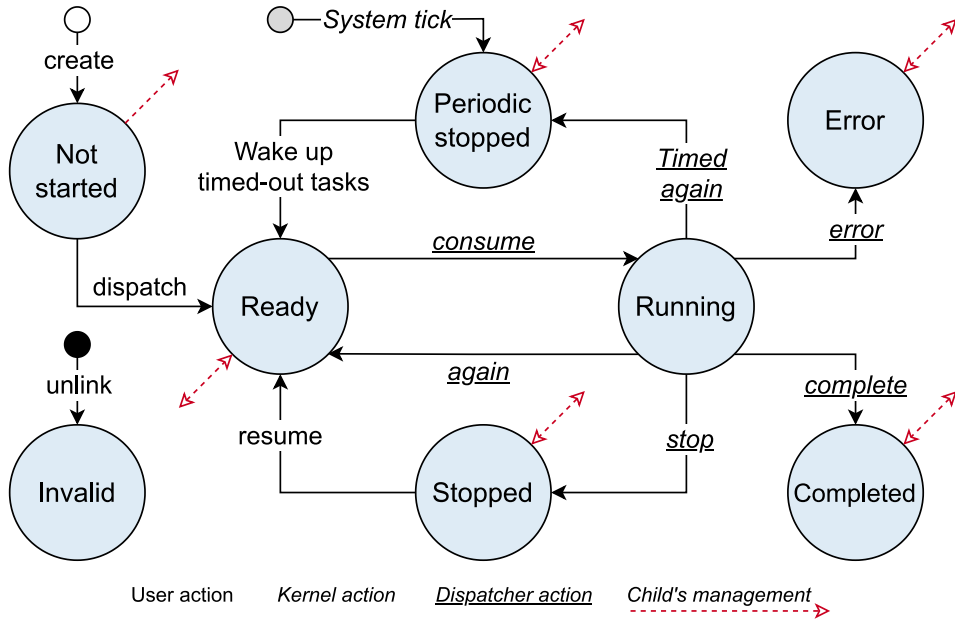 System tick
create
Periodic
stopped
Error
Not
started
Wake up
timed-out tasks
Timed
again
consume
error
dispatch
Ready
Running
unlink
again
complete
resume
stop
Invalid
Stopped
Completed
User action
Kernel action
Dispatcher action
Child's management